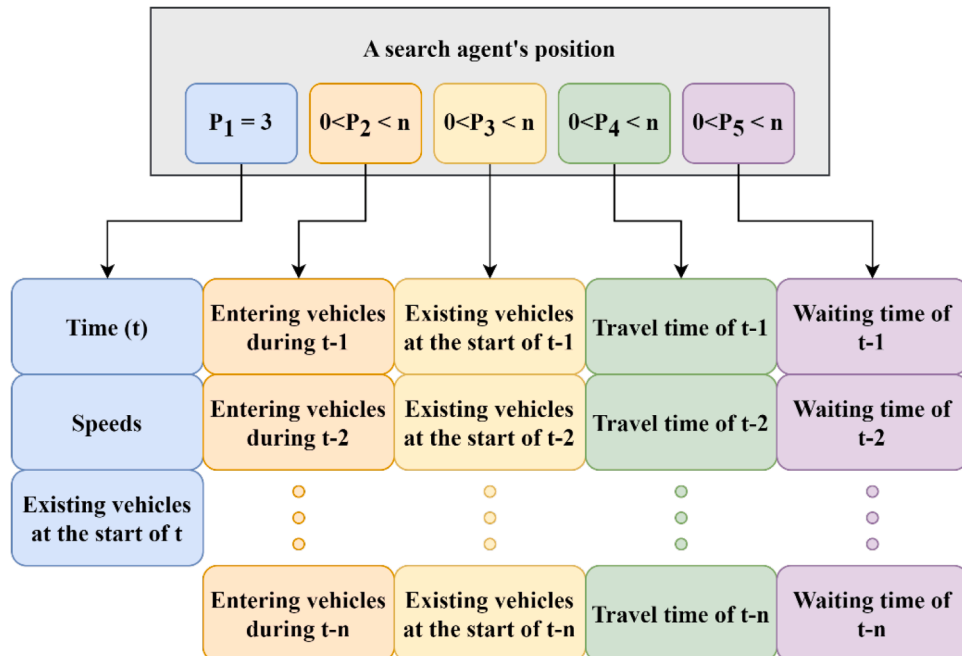 A search agent's position
P1 = 3
0<P2 < n
0<P3 < n
0<P4 < n
0<P5 < n
Time (t)
Entering vehicles
during t-1
Existing vehicles
at the start of t-1
Travel time of t-1
Waiting time of
t-1
Speeds
Entering vehicles
during t-2
Existing vehicles
at the start of t-2
Travel time of t-2
Waiting time of
t-2
Existing vehicles
at the start of t
Entering vehicles
during t-n
Existing vehicles
at the start of t-n
Travel time of t-n
Waiting time of
t-n